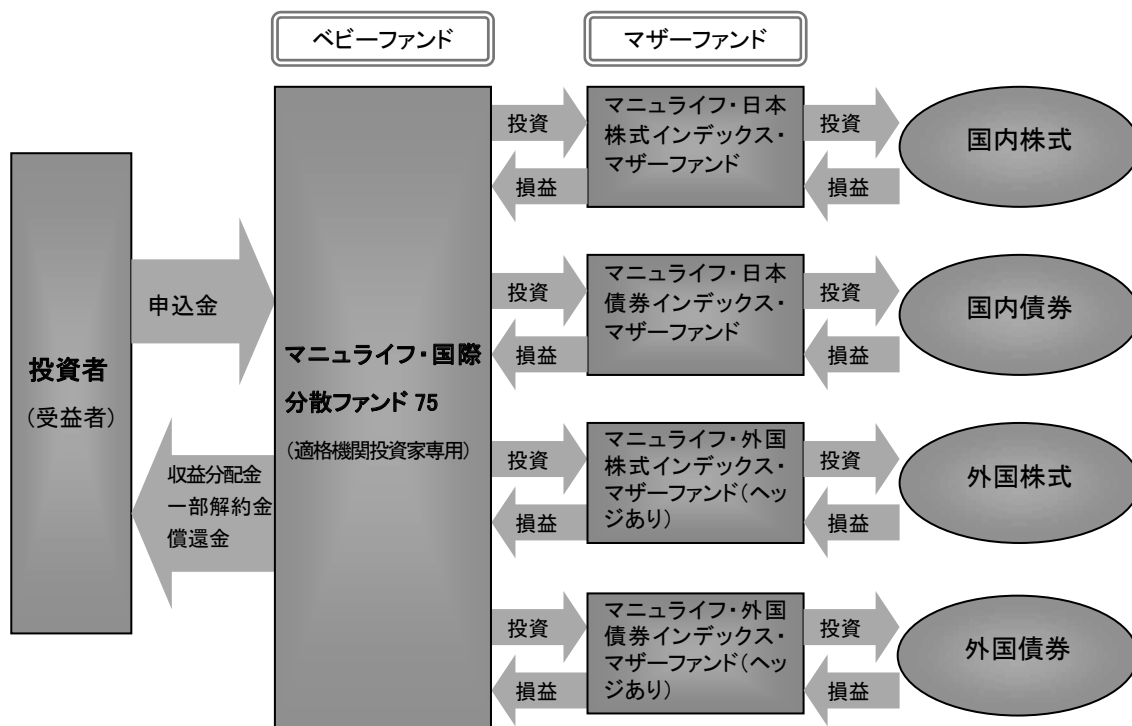 ベビーファンド
マザーファンド
投資者
(受益者)
申込金
収益分配金
一部解約金
償還金
マニュライフ・国際
分散ファンド 75
(適格機関投資家専用)
投資
損益
マニュライフ・日本
株式インデックス・
マザーファンド
投資
損益
国内株式
投資
損益
マニュライフ・日本
債券インデックス・
マザーファンド
投資
損益
国内債券
投資
損益
マニュライフ・外国
株式インデックス・
マザーファンド(ヘッ
ジあり)
投資
損益
外国株式
投資
損益
マニュライフ・外国
債券インデックス・
マザーファンド(ヘッ
ジあり)
投資
損益
外国債券